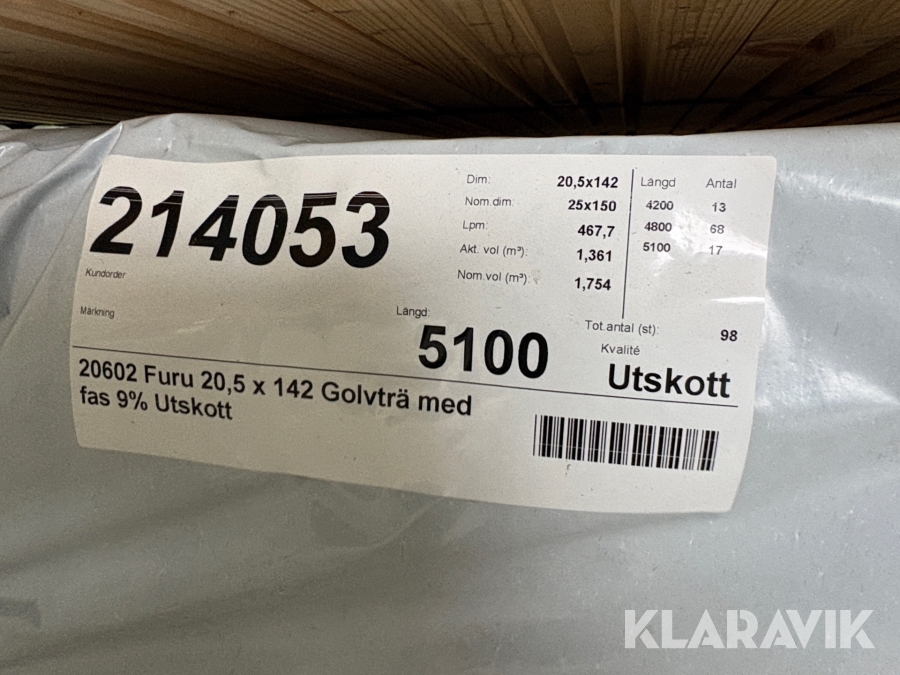 214053
Kundorder
Märkning
Dim: 20,5x142
Nom.dim: 25x150
Lpm: 467,7
Akt. vol (m³): 1,361
Nom.vol (m³): 1,754
Längd Antal
4200 13
4800 68
5100 17
Längd:
5100
Tot.antal (st): 98
Kvalité
Utskott
20602 Furu 20,5 x 142 Golvträ med
fas 9% Utskott
KLARAVIK